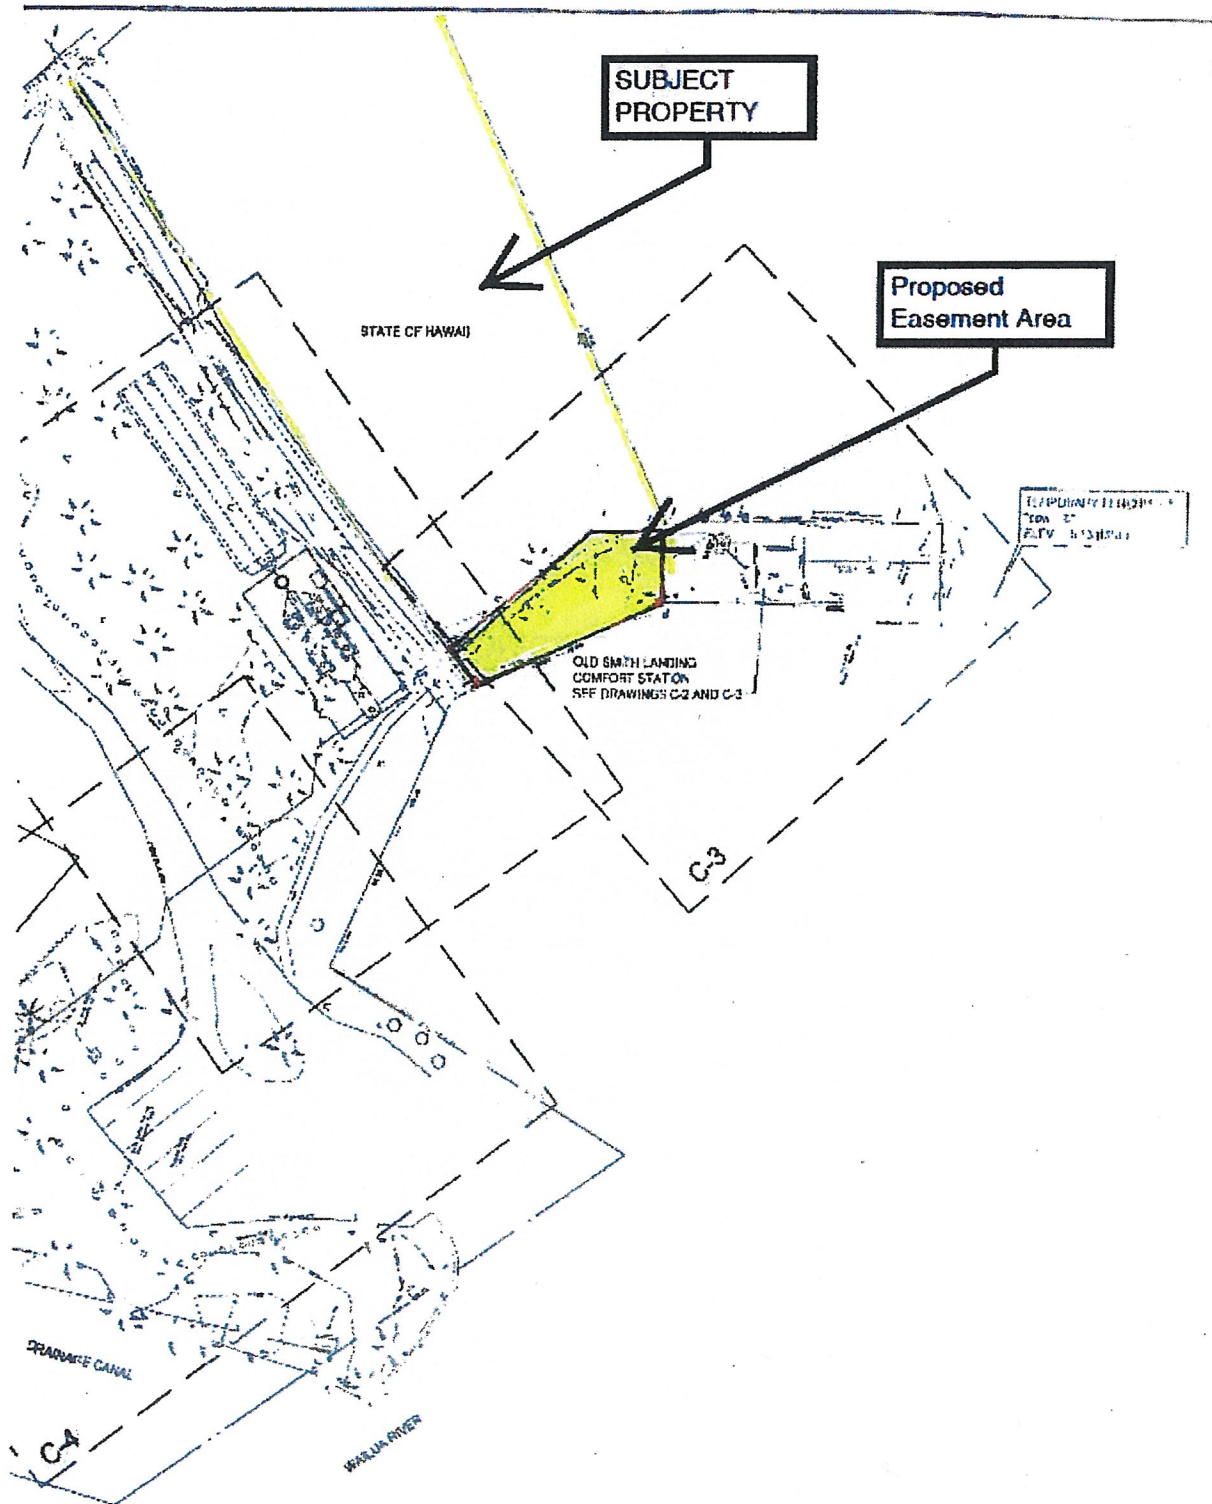 SUBJECT
PROPERTY
Proposed
Easement Area
STATE OF HAWAII
OLD SMITH LANDING
COMFORT STATION
SEE DRAWINGS C-2 AND C-3
C-3
DRAINAGE CANAL
C-4
WAILUA RIVER